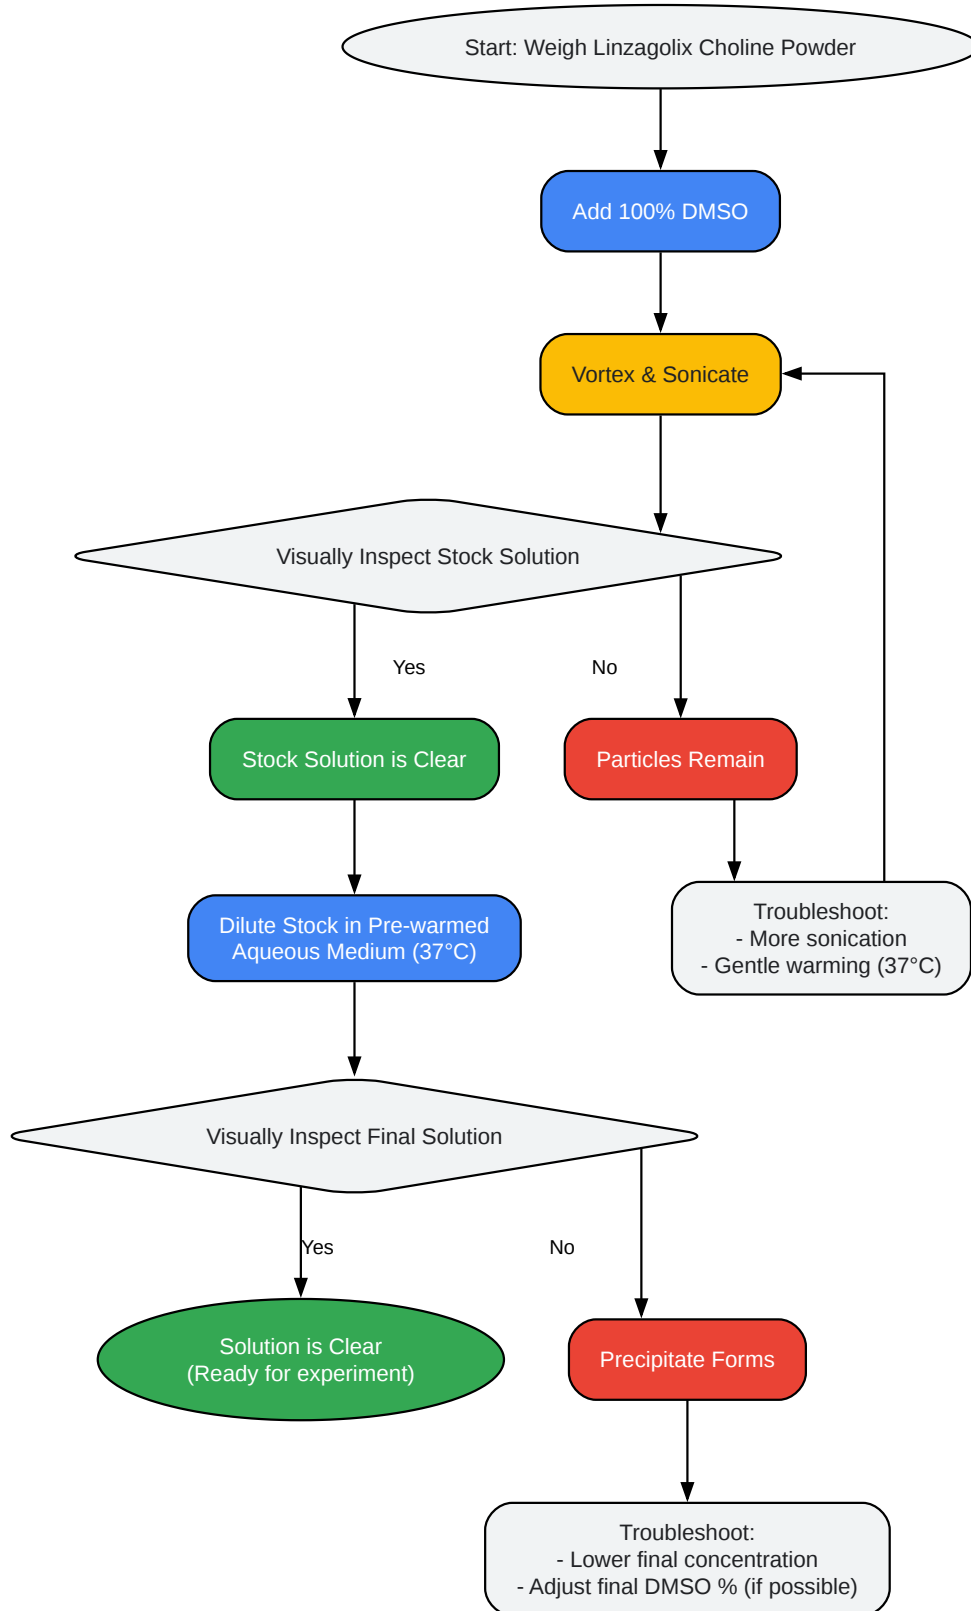 Start: Weigh Linzagolix Choline Powder
Add 100% DMSO
Vortex & Sonicate
Visually Inspect Stock Solution
Yes
No
Stock Solution is Clear
Particles Remain
Dilute Stock in Pre-warmed
Aqueous Medium (37°C)
Troubleshoot:
- More sonication
- Gentle warming (37°C)
Visually Inspect Final Solution
Yes
No
Solution is Clear
(Ready for experiment)
Precipitate Forms
Troubleshoot:
- Lower final concentration
- Adjust final DMSO % (if possible)